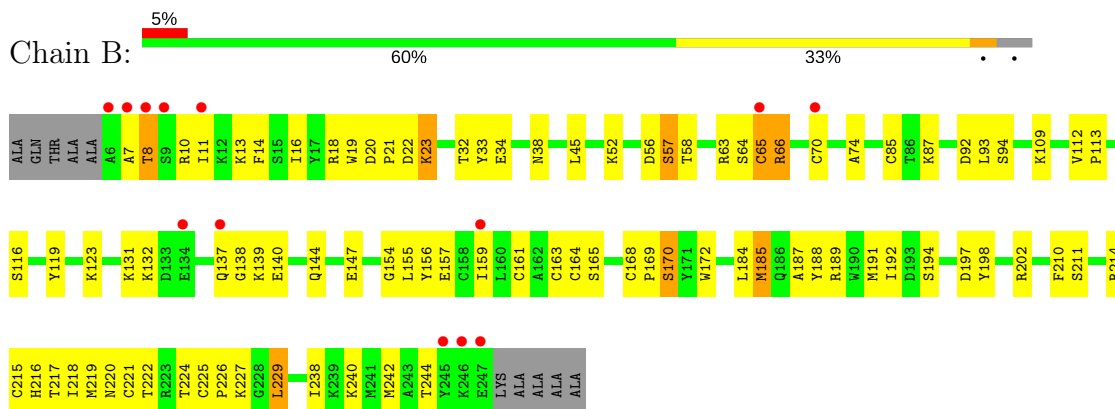 5%
Chain B:
60% 33% • •
ALA GLN THR ALA ALA A6 A7 T8 S9 R10 I11 K12 K13 F14 S15 I16 Y17 R18 W19 D20 P21 D22 K23 T32 Y33 E34 N38 L45 K52 D56 S57 T58 R63 S64 C65 R66 C70 A74 C85 T86 K87 D92 L93 S94 K109 V112 P113
S116 Y119 K123 K131 K132 D133 E134 Q137 G138 K139 E140 Q144 E147 G154 L155 Y156 E157 C158 I159 L160 C161 A162 C163 C164 S165 C168 P169 S170 Y171 W172 L184 M185 Q186 A187 Y188 R189 W190 M191 I192 D193 S194 D197 Y198 R202 F210 S211
C215 H216 T217 I218 M219 N220 C221 T222 R223 T224 C225 P226 K227 G228 L229 I238 K239 K240 M241 M242 A243 T244 Y245 K246 E247 LYS ALA ALA ALA ALA